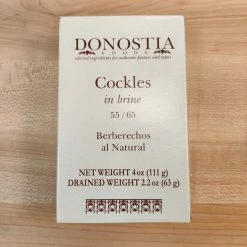 DONOSTIA
FOODS
selected ingredients for authentic pintxos and tapas
Cockles
in brine
55 / 65
Berberechos
al Natural
NET WEIGHT 4 oz (111 g)
DRAINED WEIGHT 2.2 oz (63 g)